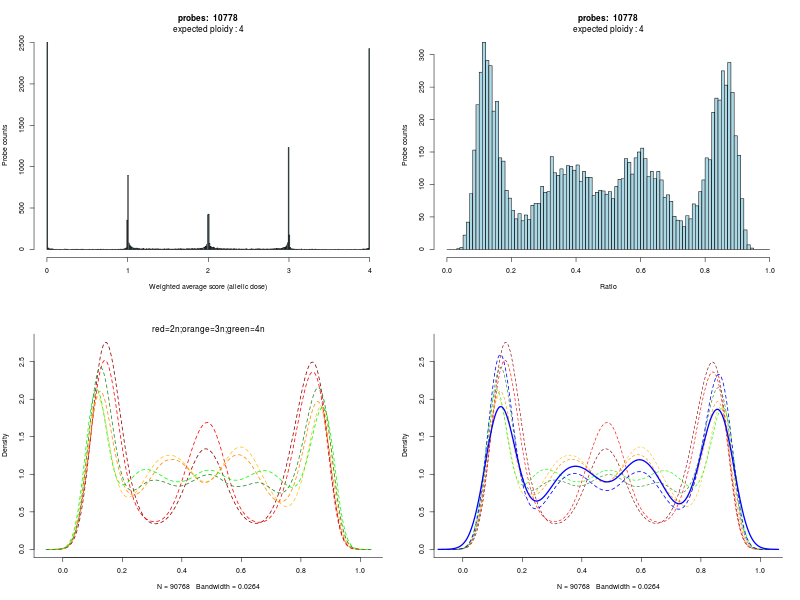 probes: 10778
expected ploidy : 4
Probe counts
2500
2000
1500
1000
500
0
0 1 2 3 4
Weighted average score (allelic dose)
probes: 10778
expected ploidy : 4
Probe counts
300
250
200
150
100
50
0
0.0 0.2 0.4 0.6 0.8 1.0
Ratio
red=2n;orange=3n;green=4n
Density
2.5
2.0
1.5
1.0
0.5
0.0
0.0 0.2 0.4 0.6 0.8 1.0
N = 90768 Bandwidth = 0.0264
Density
2.5
2.0
1.5
1.0
0.5
0.0
0.0 0.2 0.4 0.6 0.8 1.0
N = 90768 Bandwidth = 0.0264